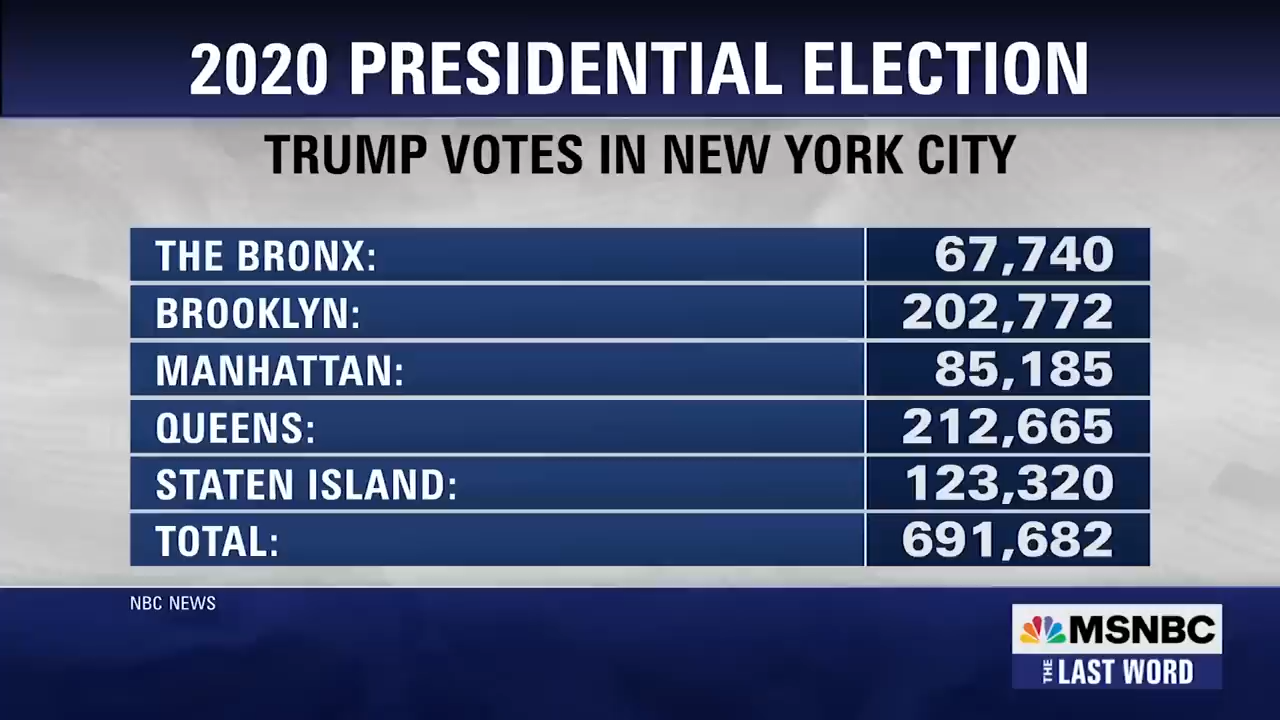 2020 PRESIDENTIAL ELECTION
TRUMP VOTES IN NEW YORK CITY
THE BRONX: 67,740
BROOKLYN: 202,772
MANHATTAN: 85,185
QUEENS: 212,665
STATEN ISLAND: 123,320
TOTAL: 691,682
NBC NEWS
MSNBC
THE LAST WORD